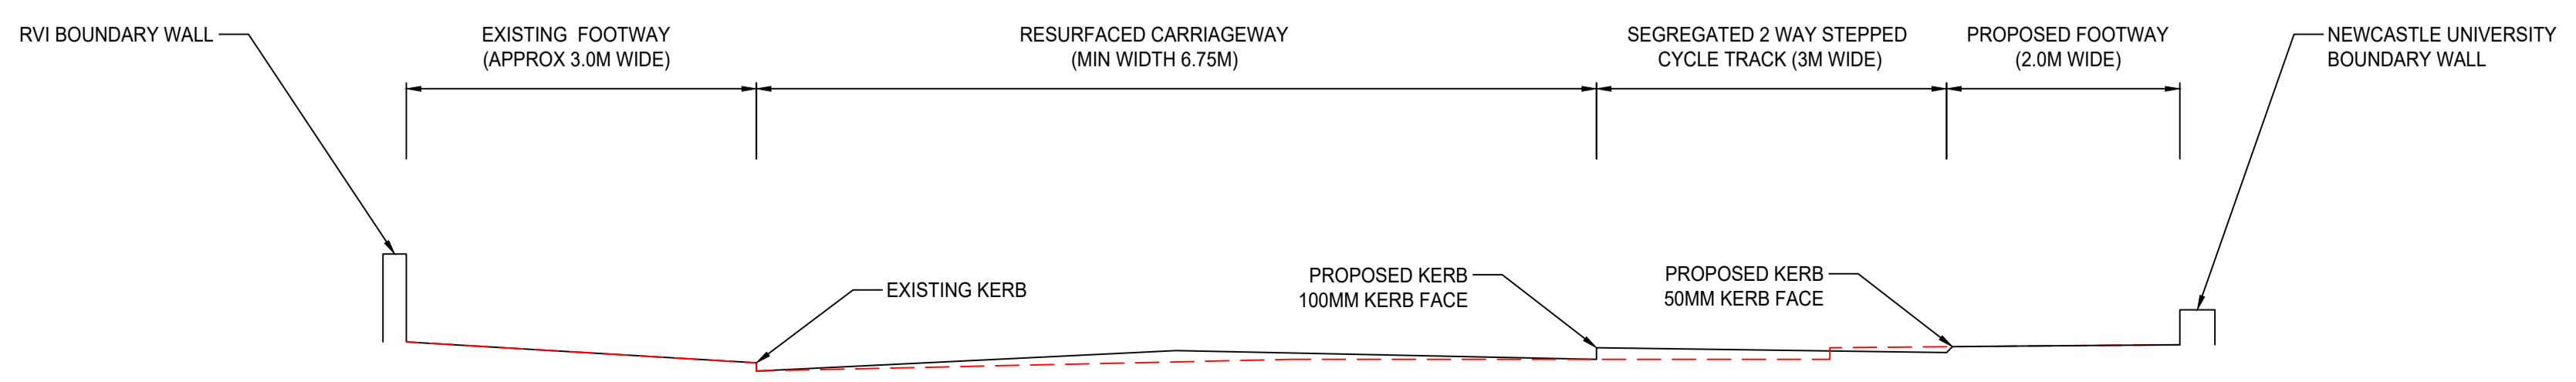 RVI BOUNDARY WALL
EXISTING FOOTWAY
(APPROX 3.0M WIDE)
RESURFACED CARRIAGEWAY
(MIN WIDTH 6.75M)
SEGREGATED 2 WAY STEPPED
CYCLE TRACK (3M WIDE)
PROPOSED FOOTWAY
(2.0M WIDE)
NEWCASTLE UNIVERSITY
BOUNDARY WALL
EXISTING KERB
PROPOSED KERB
100MM KERB FACE
PROPOSED KERB
50MM KERB FACE